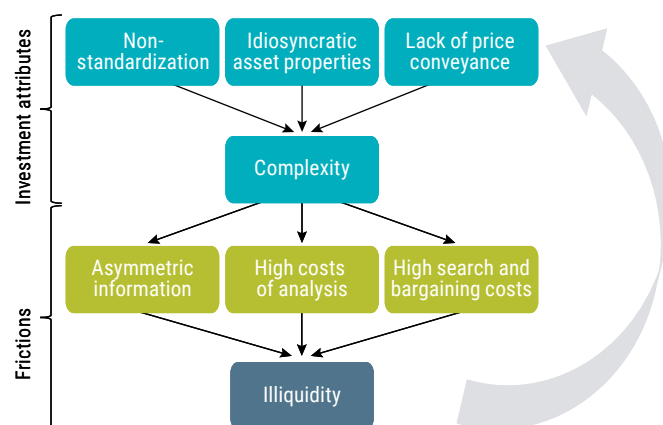 Investment attributes
Non-
standardization
Idiosyncratic
asset properties
Lack of price
conveyance
Complexity
Frictions
Asymmetric
information
High costs
of analysis
High search and
bargaining costs
Illiquidity